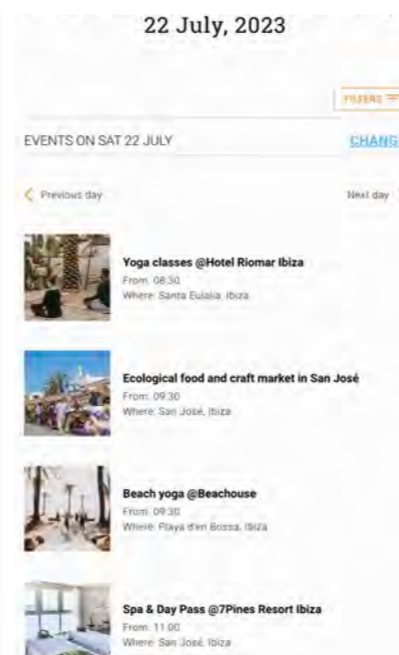 22 July, 2023
FILTERS
EVENTS ON SAT 22 JULY
CHANGE
Previous day
Next day
Yoga classes @Hotel Riomar Ibiza
From: 08:30
Where: Santa Eulalia, Ibiza
Ecological food and craft market in San José
From: 09:30
Where: San José, Ibiza
Beach yoga @Beachouse
From: 09:30
Where: Playa d'en Bossa, Ibiza
Spa & Day Pass @7Pines Resort Ibiza
From: 11:00
Where: San José, Ibiza